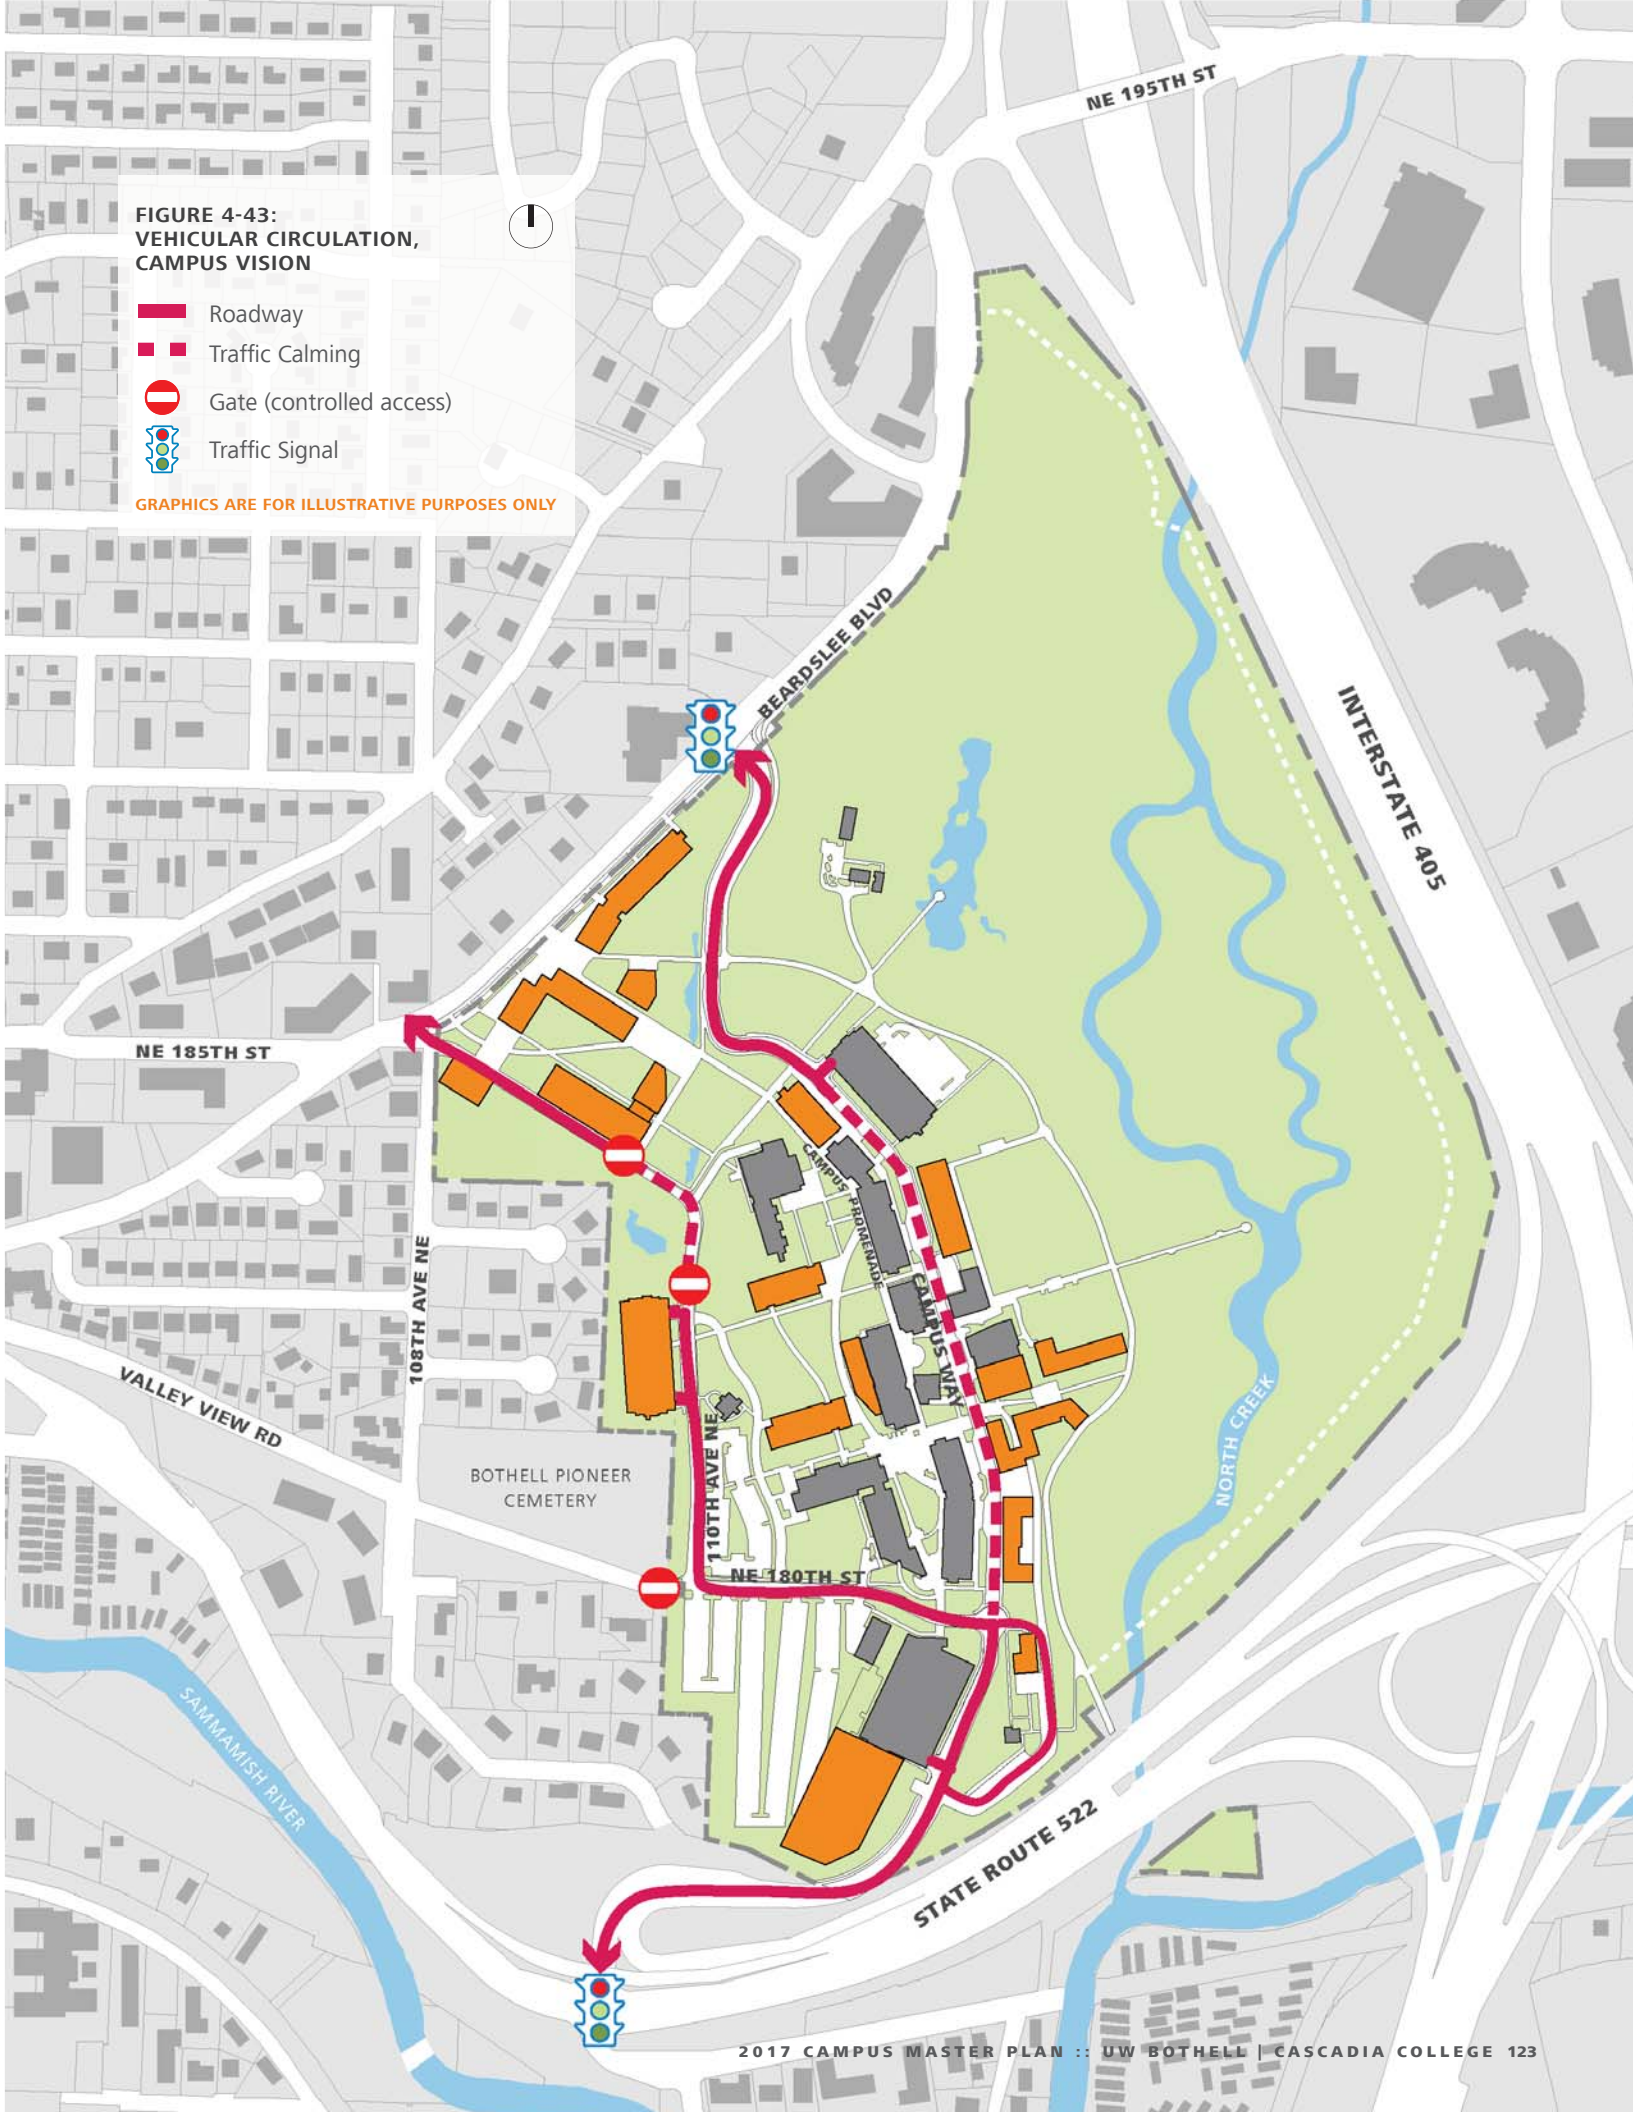 NE 195TH ST
FIGURE 4-43:
VEHICULAR CIRCULATION,
CAMPUS VISION
Roadway
Traffic Calming
Gate (controlled access)
Traffic Signal
GRAPHICS ARE FOR ILLUSTRATIVE PURPOSES ONLY
BEARDSLEE BLVD
INTERSTATE 405
NE 185TH ST
CAMPUS PROMENADE
CAMPUS WAY
108TH AVE NE
VALLEY VIEW RD
NORTH CREEK
110TH AVE NE
BOTHELL PIONEER
CEMETERY
NE 180TH ST
SAMMAMISH RIVER
STATE ROUTE 522
2017 CAMPUS MASTER PLAN :: UW BOTHELL | CASCADIA COLLEGE 123